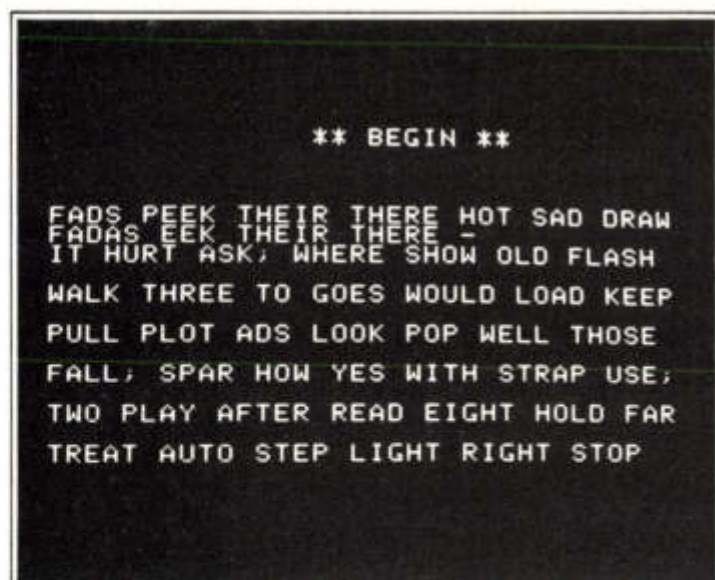 ** BEGIN **
FADS PEEK THEIR THERE HOT SAD DRAW
FADAS EEK THEIR THERE -
IT HURT ASK; WHERE SHOW OLD FLASH
WALK THREE TO GOES WOULD LOAD KEEP
PULL PLOT ADS LOOK POP WELL THOSE
FALL; SPAR HOW YES WITH STRAP USE;
TWO PLAY AFTER READ EIGHT HOLD FAR
TREAT AUTO STEP LIGHT RIGHT STOP